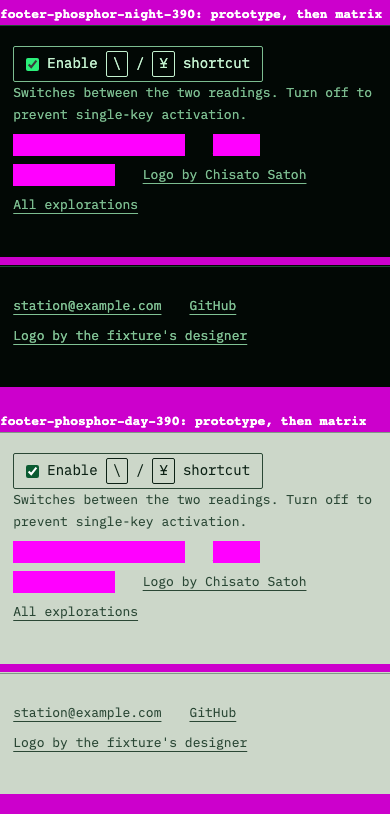 footer-phosphor-night-390: prototype, then matrix
Enable \ / ¥ shortcut
Switches between the two readings. Turn off to
prevent single-key activation.
Logo by Chisato Satoh
All explorations
station@example.com GitHub
Logo by the fixture's designer
footer-phosphor-day-390: prototype, then matrix
Enable \ / ¥ shortcut
Switches between the two readings. Turn off to
prevent single-key activation.
Logo by Chisato Satoh
All explorations
station@example.com GitHub
Logo by the fixture's designer